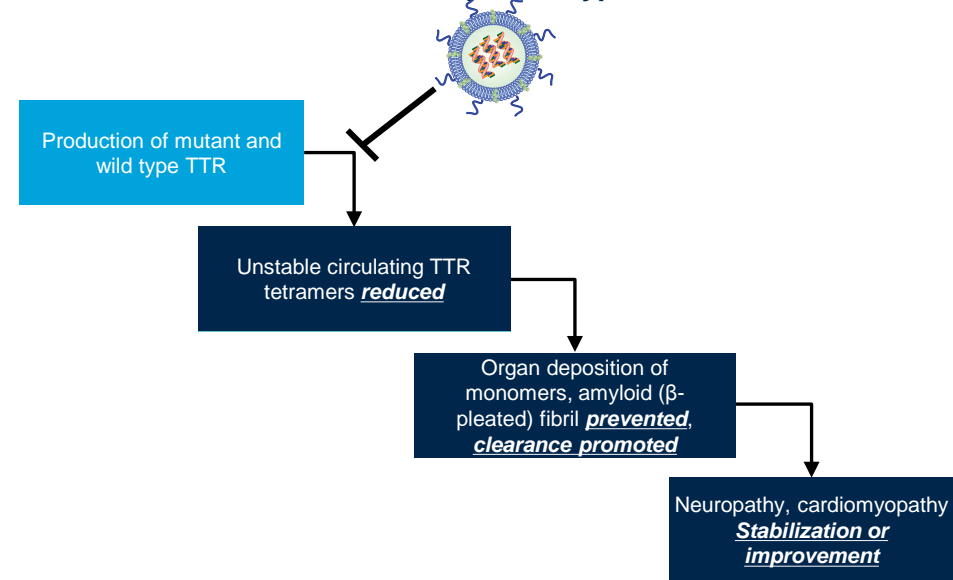 Production of mutant and
wild type TTR
Unstable circulating TTR
tetramers reduced
Organ deposition of
monomers, amyloid (β-
pleated) fibril prevented,
clearance promoted
Neuropathy, cardiomyopathy
Stabilization or
improvement